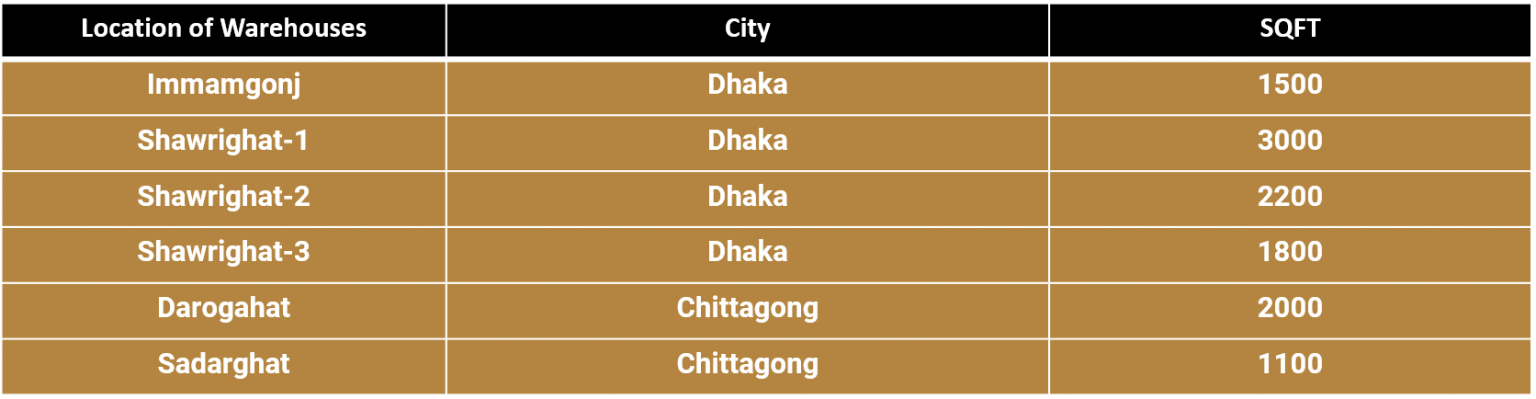 Location of Warehouses City SQFT
Immamgonj Dhaka 1500
Shawrighat-1 Dhaka 3000
Shawrighat-2 Dhaka 2200
Shawrighat-3 Dhaka 1800
Darogahat Chittagong 2000
Sadarghat Chittagong 1100